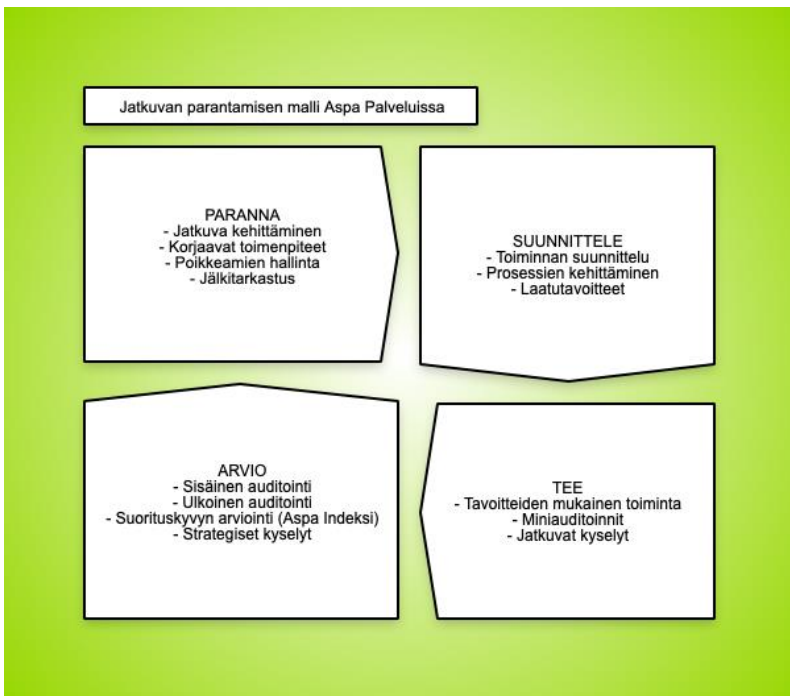 Jatkuvan parantamisen malli Aspa Palveluissa
PARANNA
- Jatkuva kehittäminen
- Korjaavat toimenpiteet
- Poikkeamien hallinta
- Jälkitarkastus
SUUNNITTELE
- Toiminnan suunnittelu
- Prosessien kehittäminen
- Laatutavoitteet
ARVIO
- Sisäinen auditointi
- Ulkoinen auditointi
- Suorituskyvyn arviointi (Aspa Indeksi)
- Strategiset kyselyt
TEE
- Tavoitteiden mukainen toiminta
- Miniauditoinnit
- Jatkuvat kyselyt